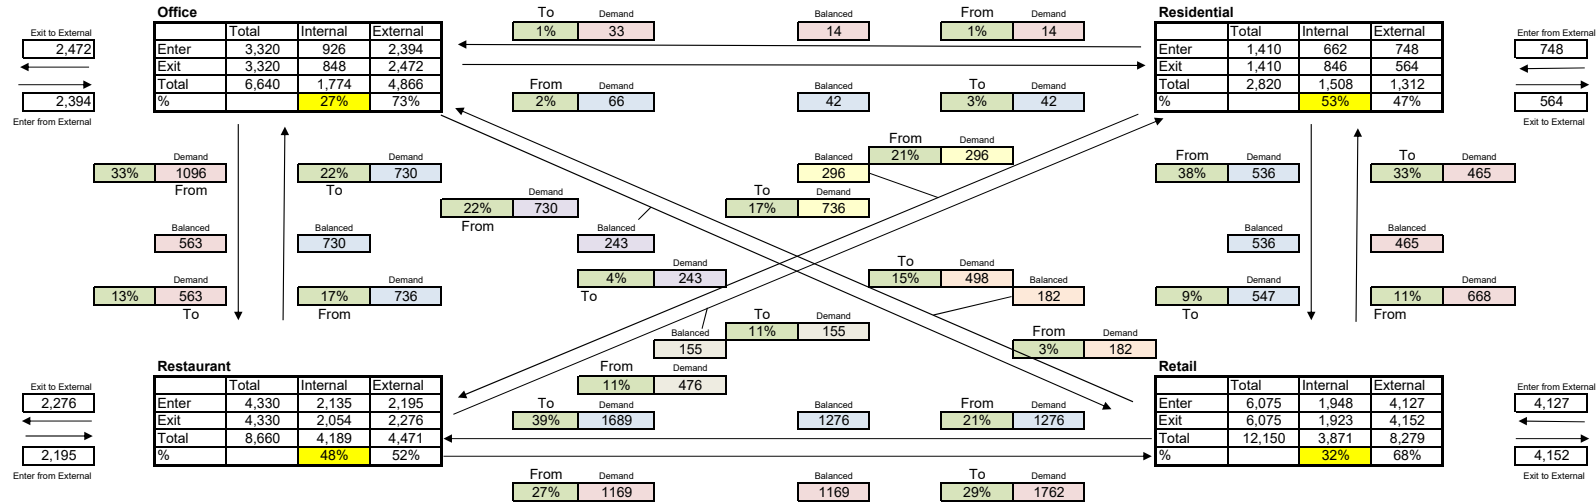 Office To Demand Balanced From Demand Residential
Exit to External Total Internal External 1% 33 14 1% 14 Total Internal External Enter from External
2,472 Enter 3,320 926 2,394 Enter 1,410 662 748 748
Exit 3,320 848 2,472 Exit 1,410 846 564
Total 6,640 1,774 4,866 From Demand Balanced To Demand Total 2,820 1,508 1,312
2,394 % 27% 73% 2% 66 42 3% 42 % 53% 47% 564
Enter from External Exit to External
From Demand
Demand Demand Balanced 21% 296 From Demand To Demand
33% 1096 22% 730 296 38% 536 33% 465
From To Demand To Demand
22% 730 17% 736
From
Balanced Balanced Balanced Balanced Balanced
563 730 243 536 465
Demand Demand Demand To Demand Demand Demand
4% 243 15% 498 Balanced
13% 563 17% 736 To 182 9% 547 11% 668
To From To From
To Demand
Balanced 11% 155 From Demand
155 3% 182
Restaurant From Demand Retail
Exit to External Total Internal External 11% 476 Total Internal External Enter from External
2,276 Enter 4,330 2,135 2,195 To Demand Balanced From Demand Enter 6,075 1,948 4,127 4,127
Exit 4,330 2,054 2,276 39% 1689 1276 21% 1276 Exit 6,075 1,923 4,152
Total 8,660 4,189 4,471 Total 12,150 3,871 8,279
2,195 % 48% 52% % 32% 68% 4,152
Enter from External From Demand Balanced To Demand Exit to External
27% 1169 1169 29% 1762